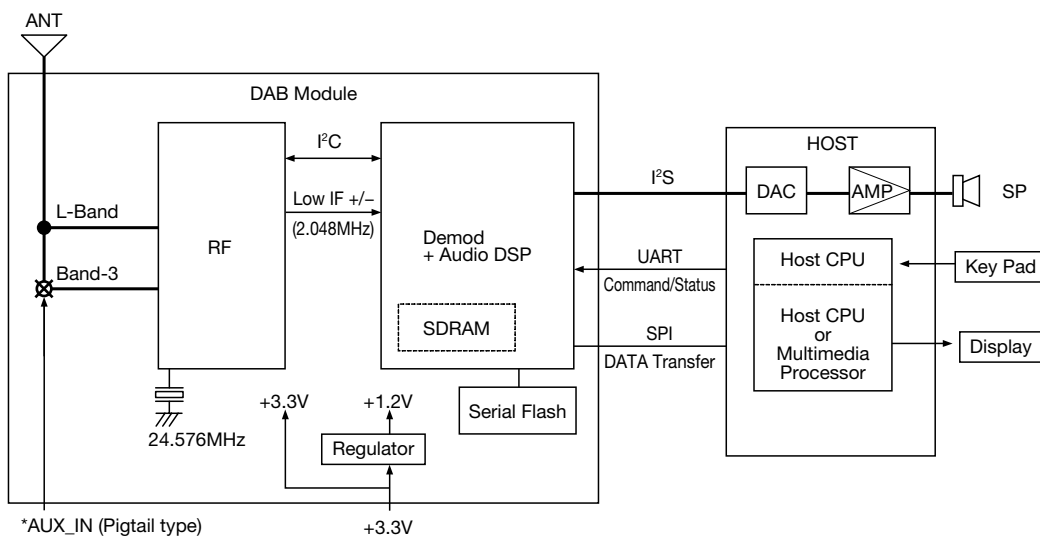 ANT
DAB Module
I²C
HOST
I²S
DAC
AMP
SP
L-Band
Low IF +/–
(2.048MHz)
RF
Demod
+ Audio DSP
UART
Command/Status
Host CPU
Key Pad
Band-3
SDRAM
Host CPU
or
Multimedia
Processor
SPI
DATA Transfer
Display
+3.3V
+1.2V
Serial Flash
24.576MHz
Regulator
*AUX_IN (Pigtail type)
+3.3V